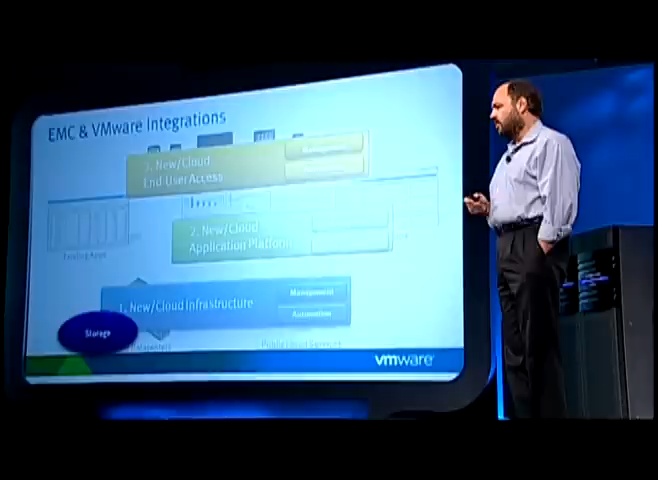 EMC & VMware Integrations
3. New/Cloud
End User Access
2. New/Cloud
Application Platform
Existing Apps
1. New/Cloud Infrastructure
Management
Automation
Storage
Public Cloud Services
vmware